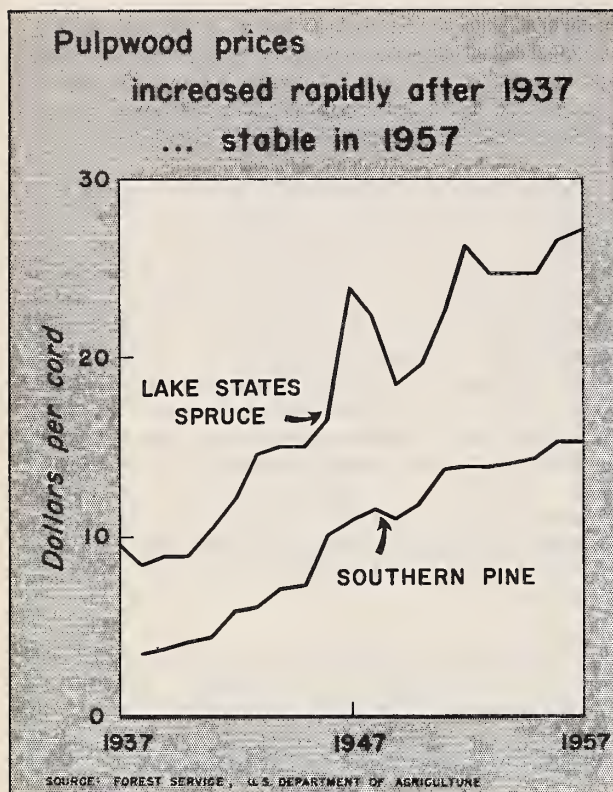 Pulpwood prices
increased rapidly after 1937
... stable in 1957
30
20
10
0
Dollars per cord
LAKE STATES
SPRUCE
SOUTHERN PINE
1937
1947
1957
SOURCE: FOREST SERVICE, U.S. DEPARTMENT OF AGRICULTURE